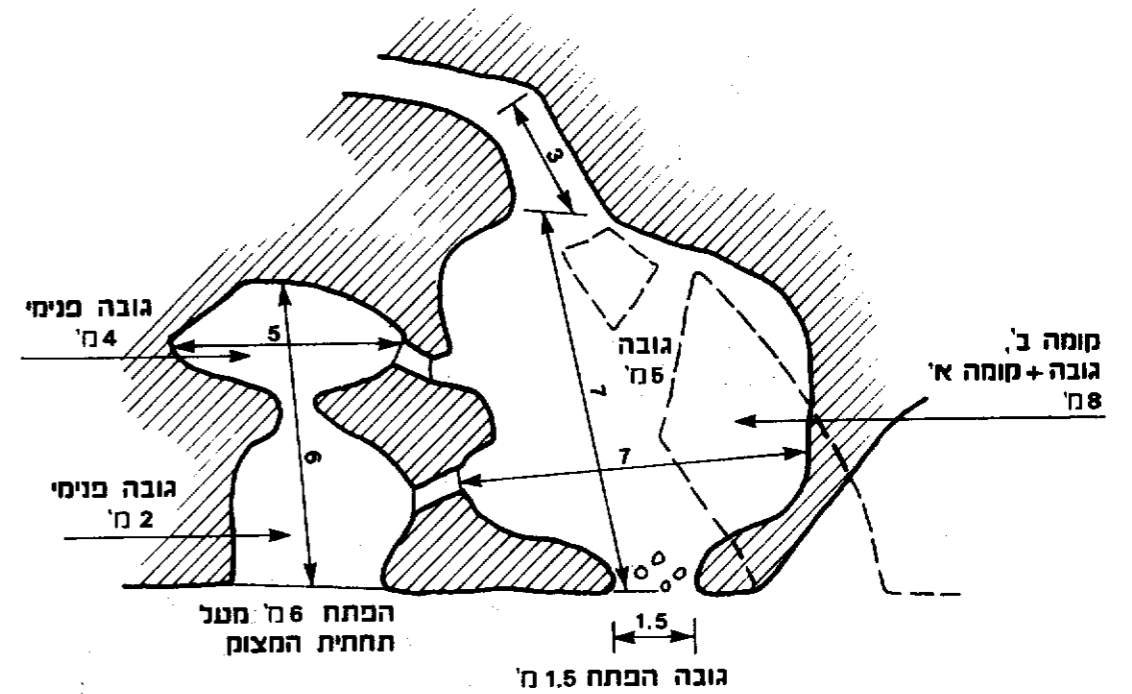 3
גובה פנימי
4 מ'
5
גובה
5 מ'
קומה ב',
גובה + קומה א'
8 מ'
7
7
6
גובה פנימי
2 מ'
הפתח 6 מ' מעל
תחתית המצוק
1.5
גובה הפתח 1.5 מ'